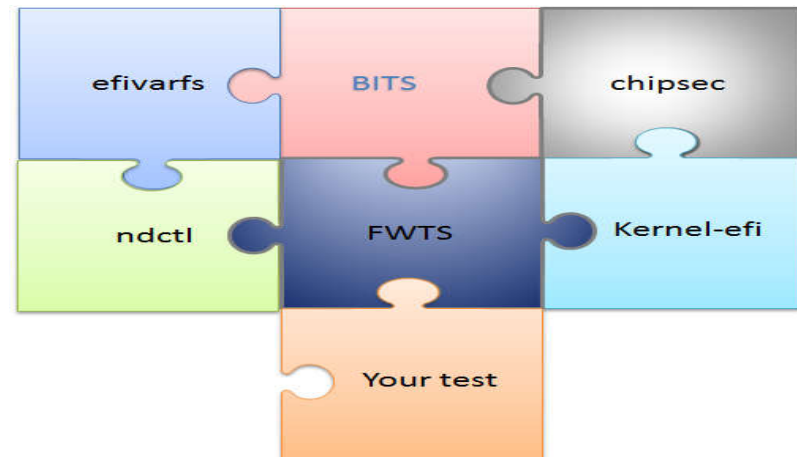 efivarfs
BITS
chipsec
ndctl
FWTS
Kernel-efi
Your test